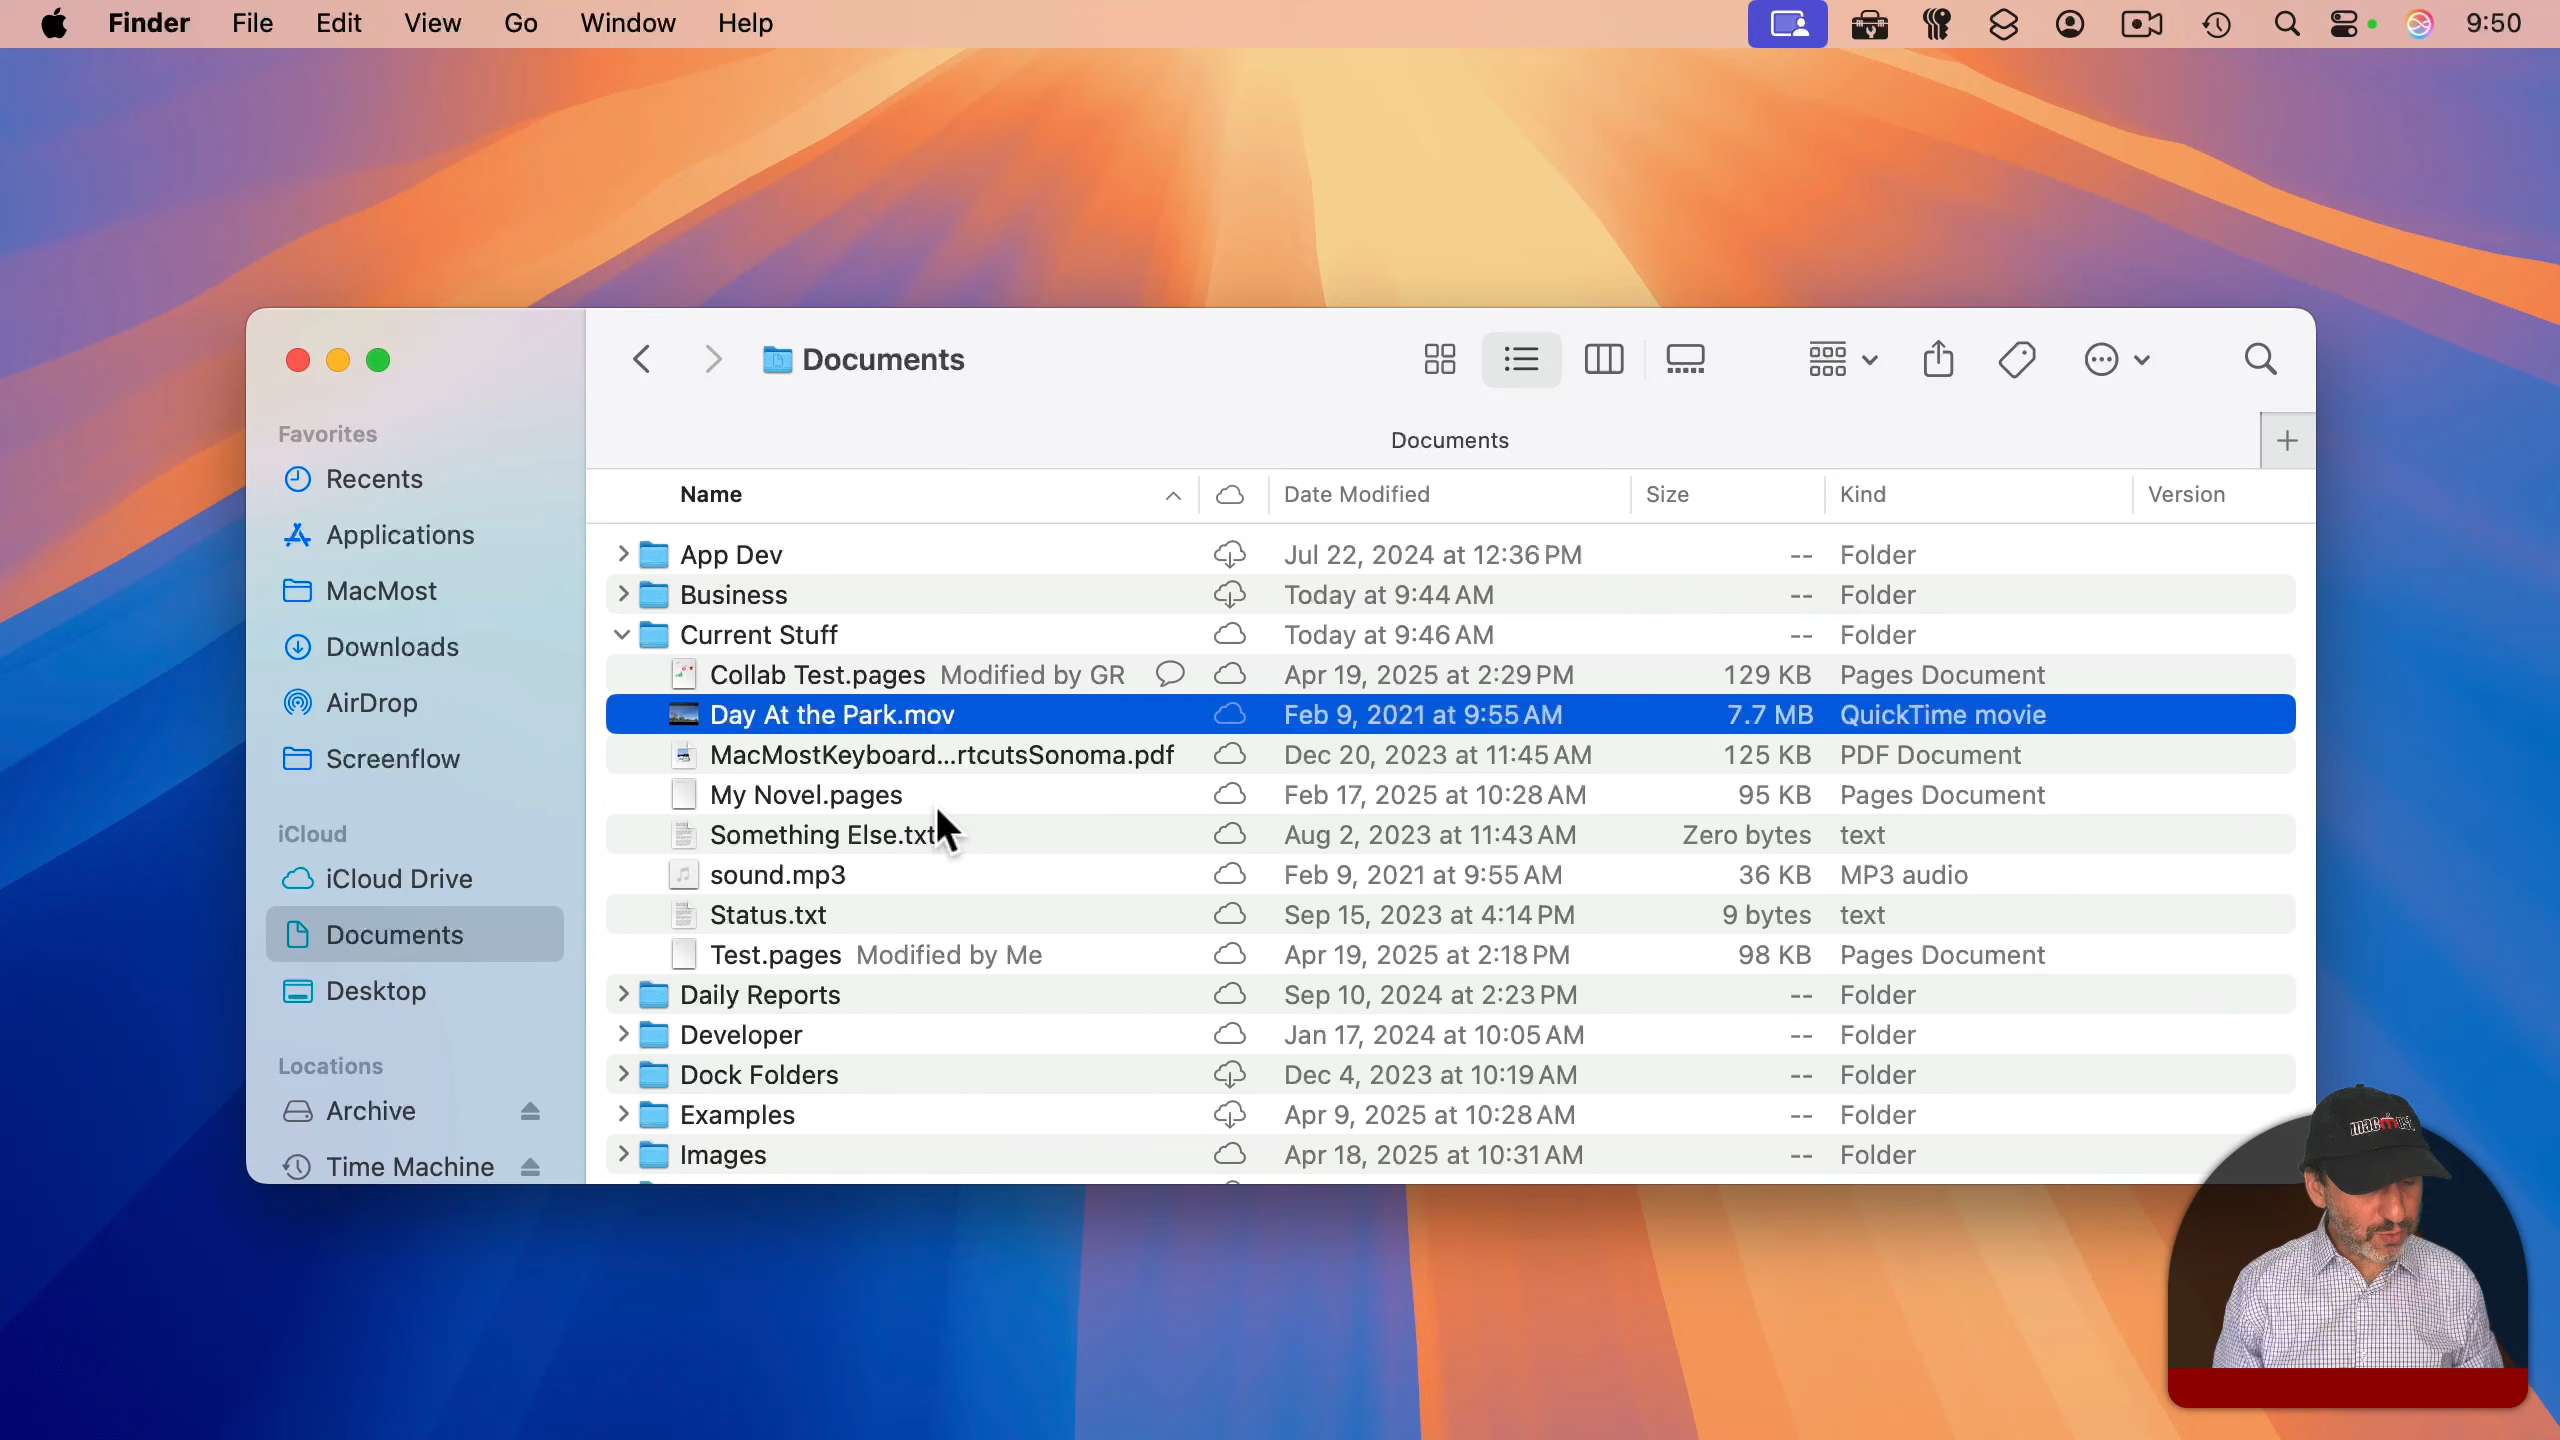 Finder File Edit View Go Window Help 9:50
Documents
Favorites
Recents
Applications
MacMost
Downloads
AirDrop
Screenflow
iCloud
iCloud Drive
Documents
Desktop
Locations
Archive
Time Machine
Documents
Name Date Modified Size Kind Version
App Dev Jul 22, 2024 at 12:36 PM -- Folder
Business Today at 9:44 AM -- Folder
Current Stuff Today at 9:46 AM -- Folder
Collab Test.pages Modified by GR Apr 19, 2025 at 2:29 PM 129 KB Pages Document
Day At the Park.mov Feb 9, 2021 at 9:55 AM 7.7 MB QuickTime movie
MacMostKeyboard...rtcutsSonoma.pdf Dec 20, 2023 at 11:45 AM 125 KB PDF Document
My Novel.pages Feb 17, 2025 at 10:28 AM 95 KB Pages Document
Something Else.txt Aug 2, 2023 at 11:43 AM Zero bytes text
sound.mp3 Feb 9, 2021 at 9:55 AM 36 KB MP3 audio
Status.txt Sep 15, 2023 at 4:14 PM 9 bytes text
Test.pages Modified by Me Apr 19, 2025 at 2:18 PM 98 KB Pages Document
Daily Reports Sep 10, 2024 at 2:23 PM -- Folder
Developer Jan 17, 2024 at 10:05 AM -- Folder
Dock Folders Dec 4, 2023 at 10:19 AM -- Folder
Examples Apr 9, 2025 at 10:28 AM -- Folder
Images Apr 18, 2025 at 10:31 AM -- Folder
macmost